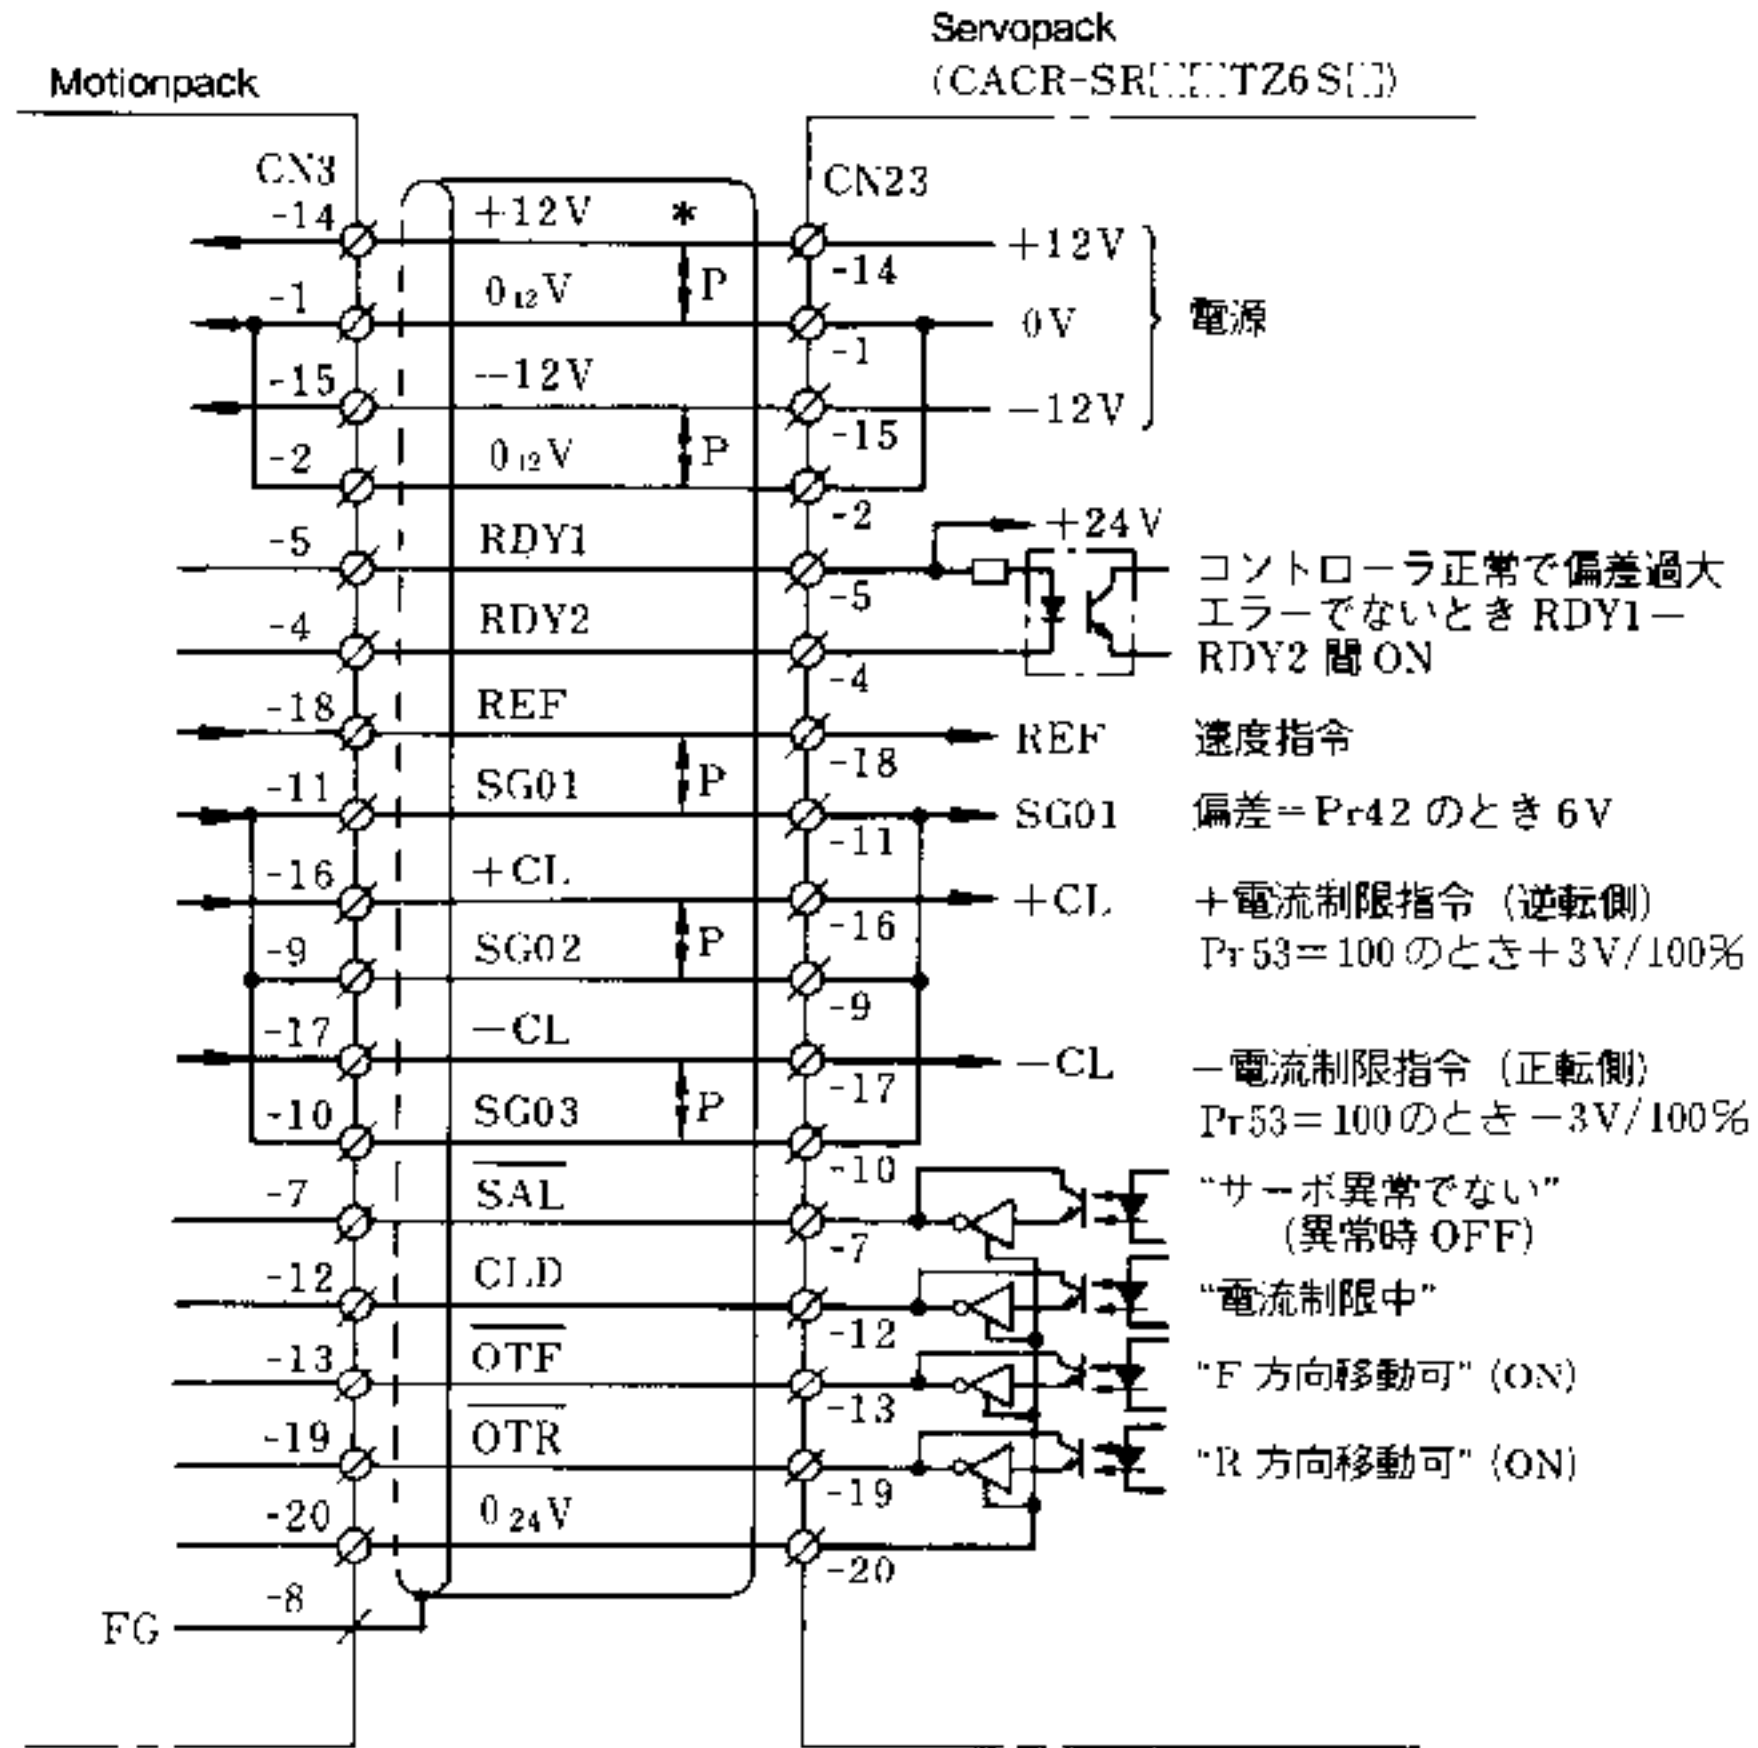 Servopack
Motionpack
(CACR-SR□□TZ6S□)
CN3
CN23
-14 +12V * -14 +12V
P
-1 0₁₂V -1 0V 電源
-15 −12V -15 −12V
P
-2 0₁₂V -2
+24V
-5 RDY1 -5
コントローラ正常で偏差過大
エラーでないとき RDY1−
RDY2 間 ON
-4 RDY2 -4
-18 REF -18 REF 速度指令
P
-11 SG01 -11 SG01 偏差=Pr42 のとき 6V
-16 +CL -16 +CL +電流制限指令 (逆転側)
Pr53=100 のとき+3V/100%
P
-9 SG02 -9
-17 −CL -17 −CL −電流制限指令 (正転側)
Pr53=100 のとき−3V/100%
P
-10 SG03 -10
-7 S̅A̅L̅ -7 “サーボ異常でない”
(異常時 OFF)
-12 CLD -12 “電流制限中”
-13 O̅T̅F̅ -13 “F 方向移動可” (ON)
-19 O̅T̅R̅ -19 “R 方向移動可” (ON)
-20 0₂₄V -20
-8
FG